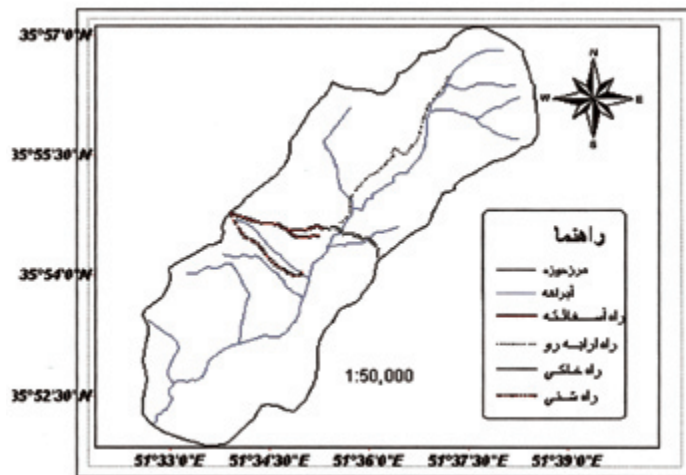 35°57'0"N
35°55'30"N
35°54'0"N
35°52'30"N
N
W
E
S
راهنما
مرزحوزه
آبراهه
راه آسفالته
راه ارابه رو
راه خاکی
راه شنی
1:50,000
51°33'0"E 51°34'30"E 51°36'0"E 51°37'30"E 51°39'0"E